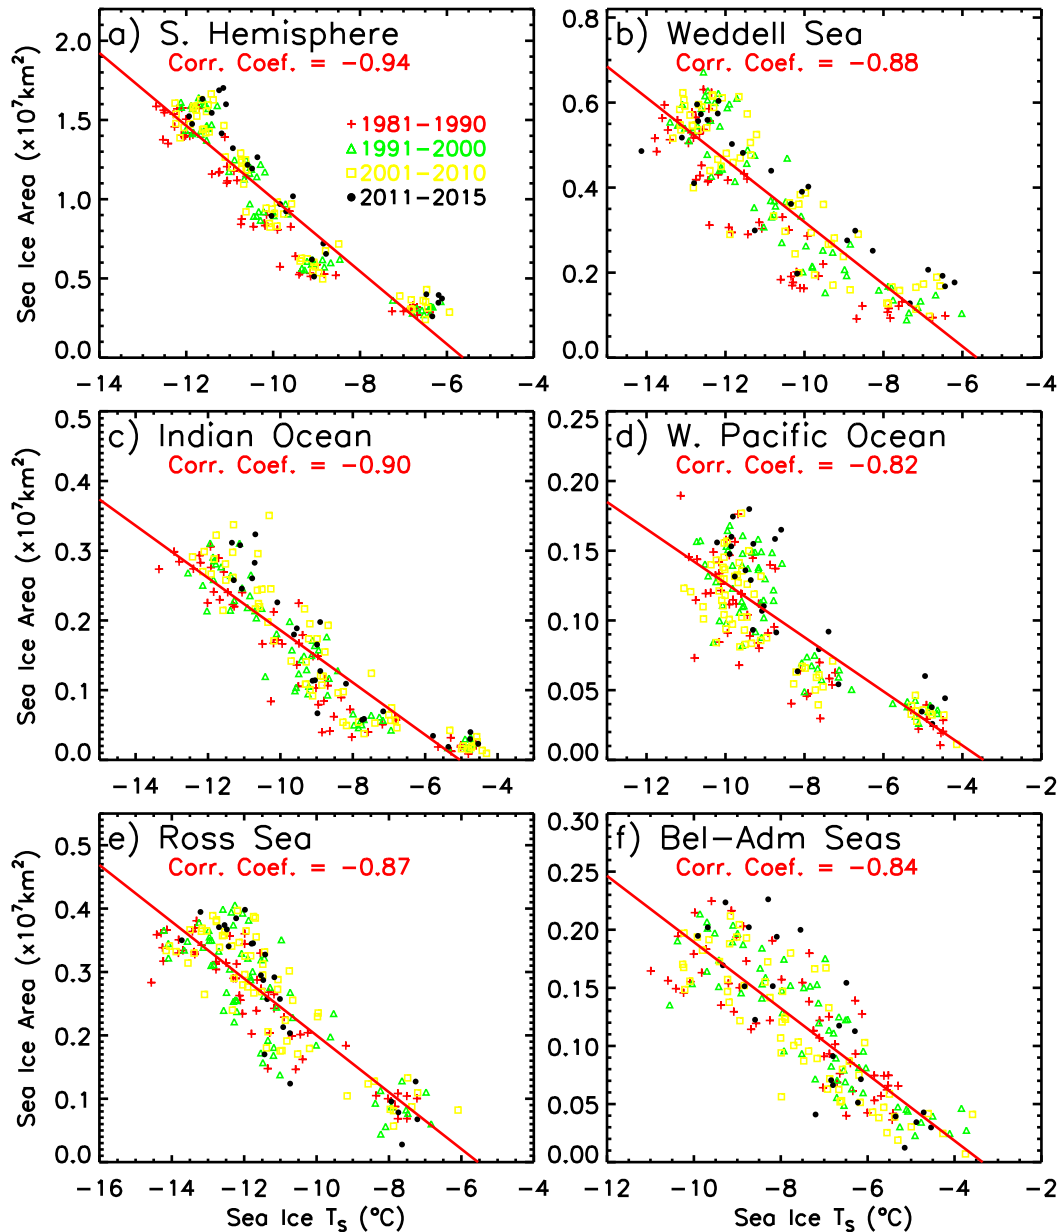 a) S. Hemisphere
Corr. Coef. = −0.94
+ 1981−1990
△ 1991−2000
□ 2001−2010
● 2011−2015
Sea Ice Area (x10⁷km²)
2.0
1.5
1.0
0.5
0.0
−14 −12 −10 −8 −6 −4
b) Weddell Sea
Corr. Coef. = −0.88
0.8
0.6
0.4
0.2
0.0
−14 −12 −10 −8 −6 −4
c) Indian Ocean
Corr. Coef. = −0.90
Sea Ice Area (x10⁷km²)
0.5
0.4
0.3
0.2
0.1
0.0
−14 −12 −10 −8 −6 −4
d) W. Pacific Ocean
Corr. Coef. = −0.82
0.25
0.20
0.15
0.10
0.05
0.00
−12 −10 −8 −6 −4 −2
e) Ross Sea
Corr. Coef. = −0.87
Sea Ice Area (x10⁷km²)
0.5
0.4
0.3
0.2
0.1
0.0
−16 −14 −12 −10 −8 −6 −4
Sea Ice Tₛ (°C)
f) Bel−Adm Seas
Corr. Coef. = −0.84
0.30
0.25
0.20
0.15
0.10
0.05
0.00
−12 −10 −8 −6 −4 −2
Sea Ice Tₛ (°C)